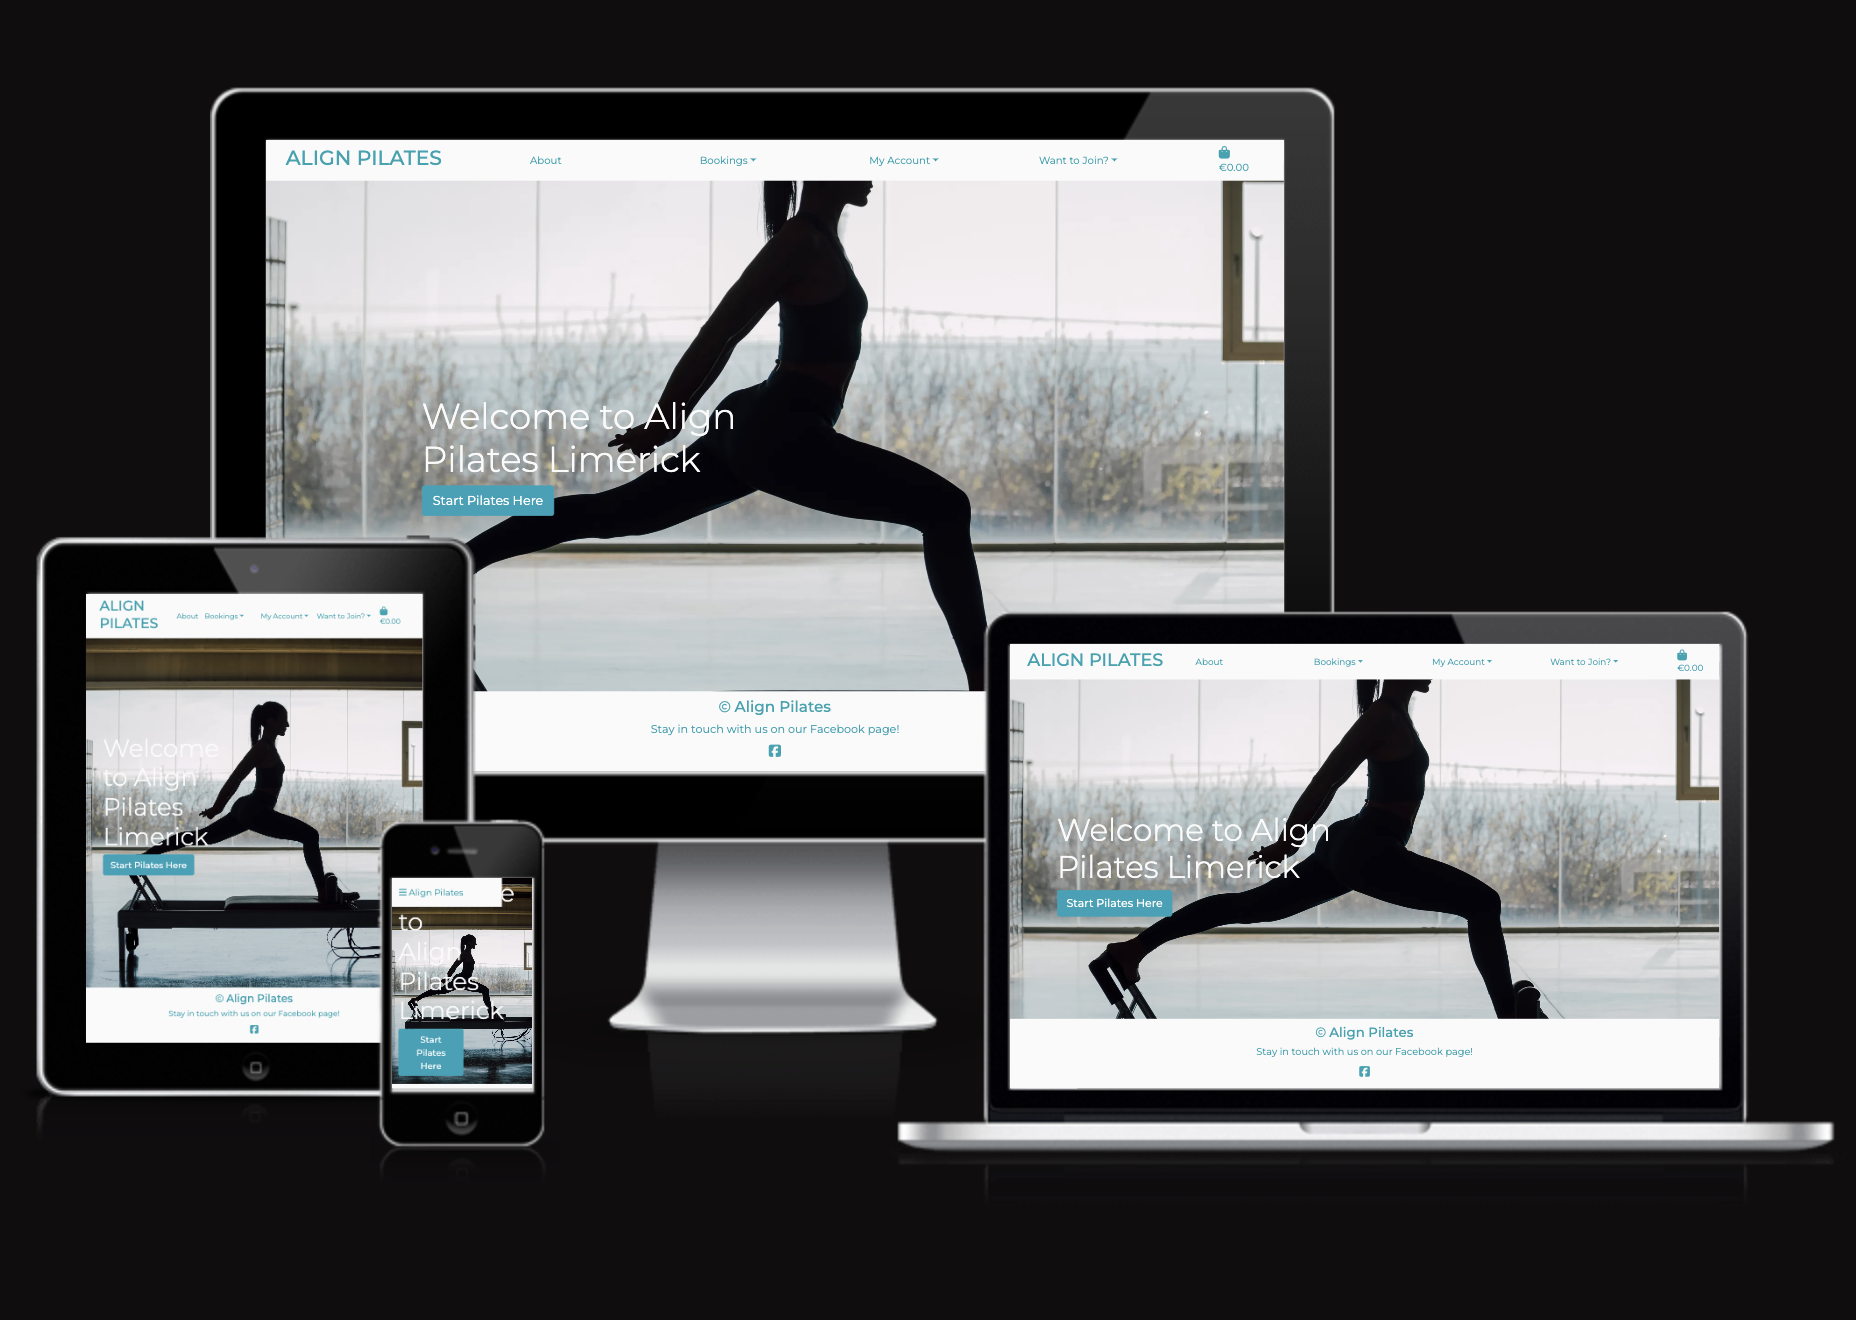 ALIGN PILATES
About
Bookings
My Account
Want to Join?
€0.00
Welcome to Align
Pilates Limerick
Start Pilates Here
© Align Pilates
Stay in touch with us on our Facebook page!
ALIGN
PILATES
About
Bookings
My Account
Want to Join?
€0.00
Welcome
to Align
Pilates
Limerick
Start Pilates Here
© Align Pilates
Stay in touch with us on our Facebook page!
Align Pilates
e
to
Align
Pilates
Limerick
Start
Pilates
Here
ALIGN PILATES
About
Bookings
My Account
Want to Join?
€0.00
Welcome to Align
Pilates Limerick
Start Pilates Here
© Align Pilates
Stay in touch with us on our Facebook page!